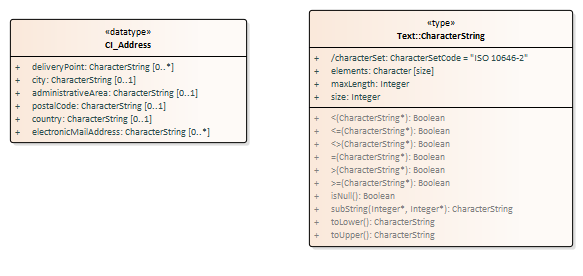 «datatype»
CI_Address
+ deliveryPoint: CharacterString [0..*]
+ city: CharacterString [0..1]
+ administrativeArea: CharacterString [0..1]
+ postalCode: CharacterString [0..1]
+ country: CharacterString [0..1]
+ electronicMailAddress: CharacterString [0..*]
«type»
Text::CharacterString
+ /characterSet: CharacterSetCode = "ISO 10646-2"
+ elements: Character [size]
+ maxLength: Integer
+ size: Integer
+ <(CharacterString*): Boolean
+ <=(CharacterString*): Boolean
+ <>(CharacterString*): Boolean
+ =(CharacterString*): Boolean
+ >(CharacterString*): Boolean
+ >=(CharacterString*): Boolean
+ isNull(): Boolean
+ subString(Integer*, Integer*): CharacterString
+ toLower(): CharacterString
+ toUpper(): CharacterString